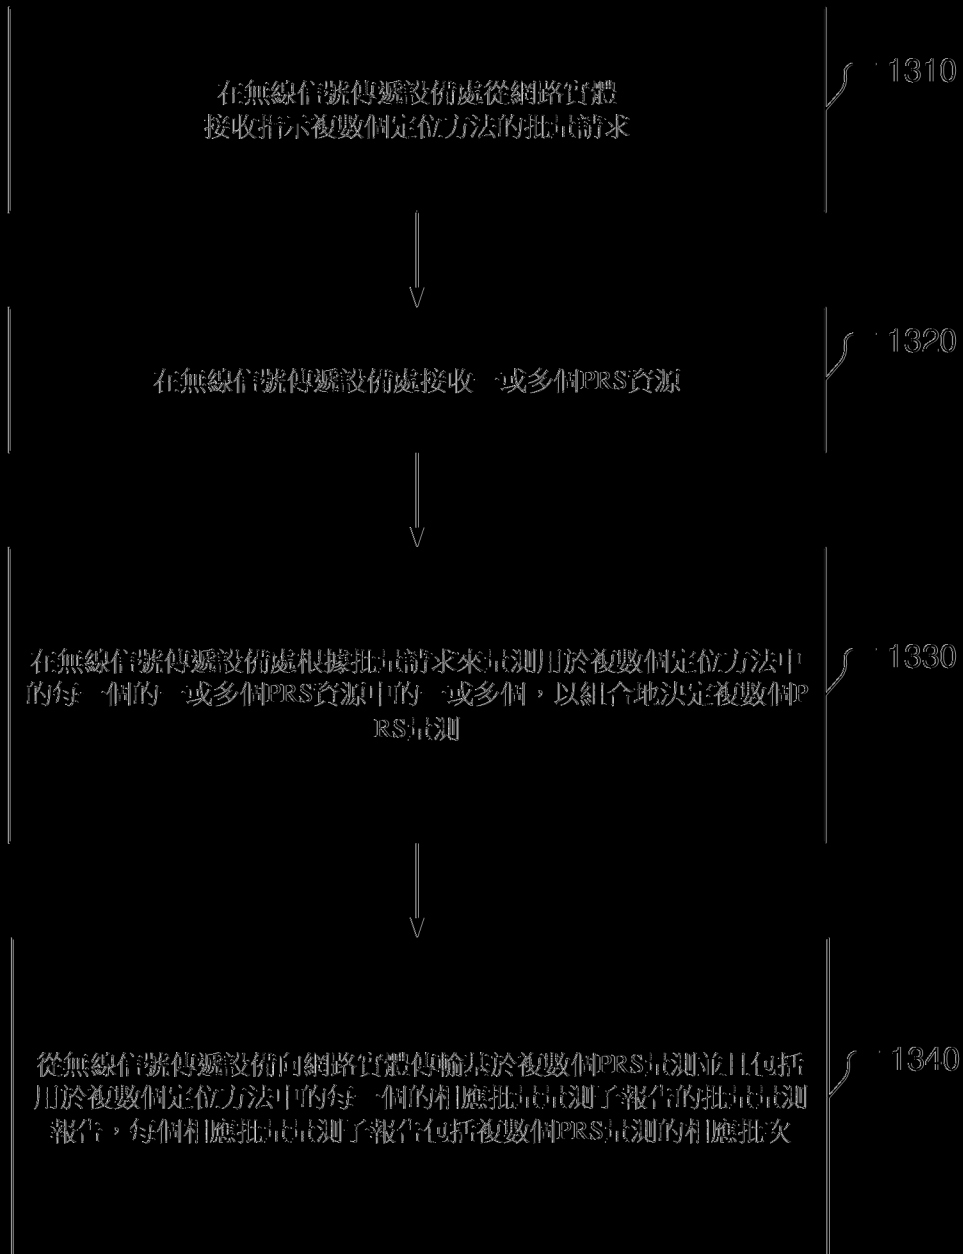 在無線信號傳遞設備處從網路實體
接收指示複數個定位方法的批量請求
1310
在無線信號傳遞設備處接收一或多個PRS資源
1320
在無線信號傳遞設備處根據批量請求來量測用於複數個定位方法中
的每一個的一或多個PRS資源中的一或多個，以組合地決定複數個P
RS量測
1330
從無線信號傳遞設備向網路實體傳輸基於複數個PRS量測並且包括
用於複數個定位方法中的每一個的相應批量量測子報告的批量量測
報告，每個相應批量量測子報告包括複數個PRS量測的相應批次
1340